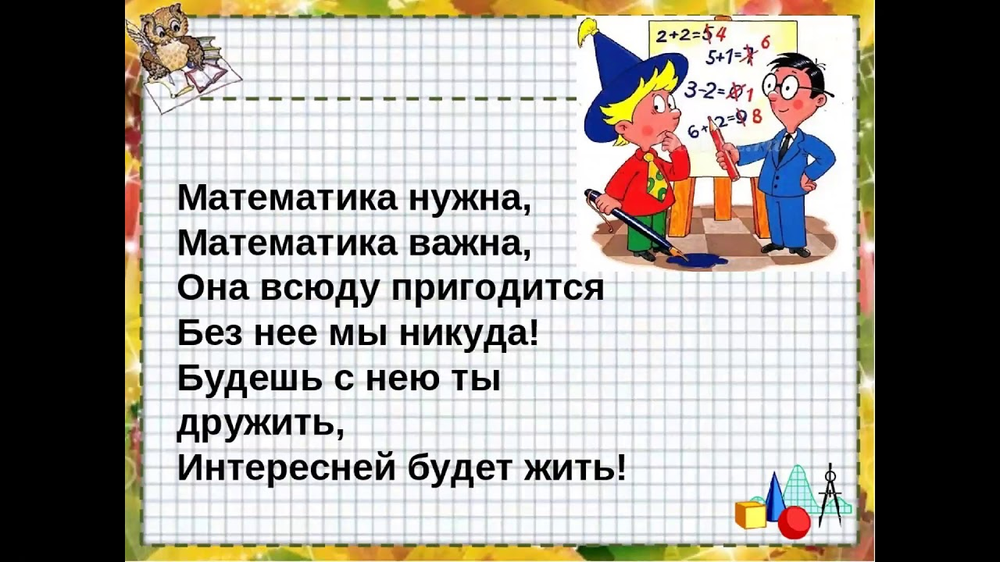 2+2=5 4
5+1=7 6
3-2=0 1
6+2=9 8
Математика нужна,
Математика важна,
Она всюду пригодится
Без нее мы никуда!
Будешь с нею ты
дружить,
Интересней будет жить!